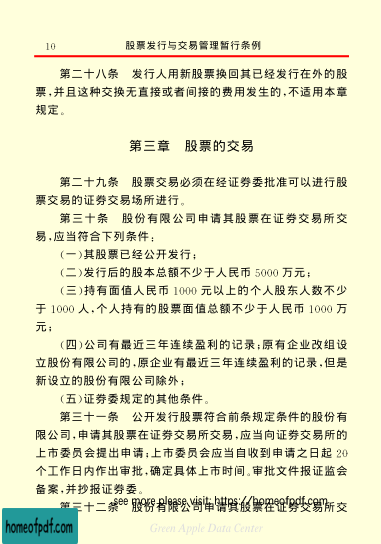 10 股票发行与交易管理暂行条例
第二十八条 发行人用新股票换回其已经发行在外的股
票,并且这种交换无直接或者间接的费用发生的,不适用本章
规定。
第三章 股票的交易
第二十九条 股票交易必须在经证券委批准可以进行股
票交易的证券交易场所进行。
第三十条 股份有限公司申请其股票在证券交易所交
易,应当符合下列条件:
(一)其股票已经公开发行;
(二)发行后的股本总额不少于人民币 5000 万元;
(三)持有面值人民币 1000 元以上的个人股东人数不少
于 1000 人,个人持有的股票面值总额不少于人民币 1000 万
元;
(四)公司有最近三年连续盈利的记录;原有企业改组设
立股份有限公司的,原企业有最近三年连续盈利的记录,但是
新设立的股份有限公司除外;
(五)证券委规定的其他条件。
第三十一条 公开发行股票符合前条规定条件的股份有
限公司,申请其股票在证券交易所交易,应当向证券交易所的
上市委员会提出申请;上市委员会应当自收到申请之日起 20
个工作日内作出审批,确定具体上市时间。审批文件报证监会
备案,并抄报证券委。
see more please visit: https://homeofpdf.com
第三十二条 股份有限公司申请其股票在证券交易所交
homeofpdf.com
Green Apple Data Center